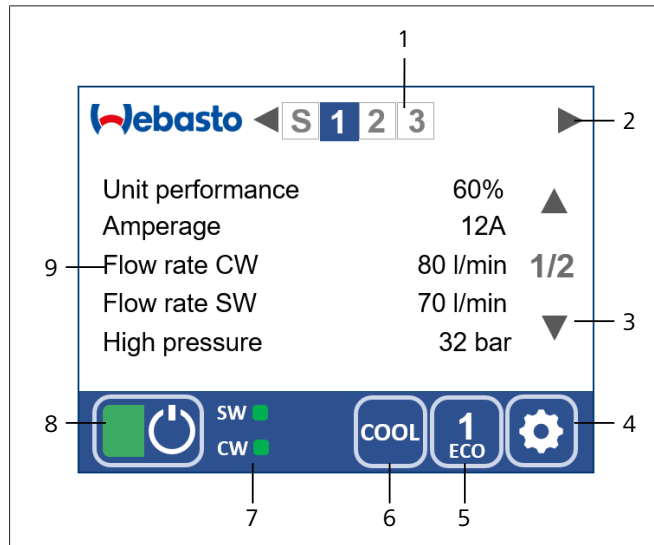 1
Webasto S 1 2 3
2
Unit performance 60%
Amperage 12A
9 Flow rate CW 80 l/min 1/2
Flow rate SW 70 l/min
3
High pressure 32 bar
8 SW COOL 1 4
CW ECO
7 6 5